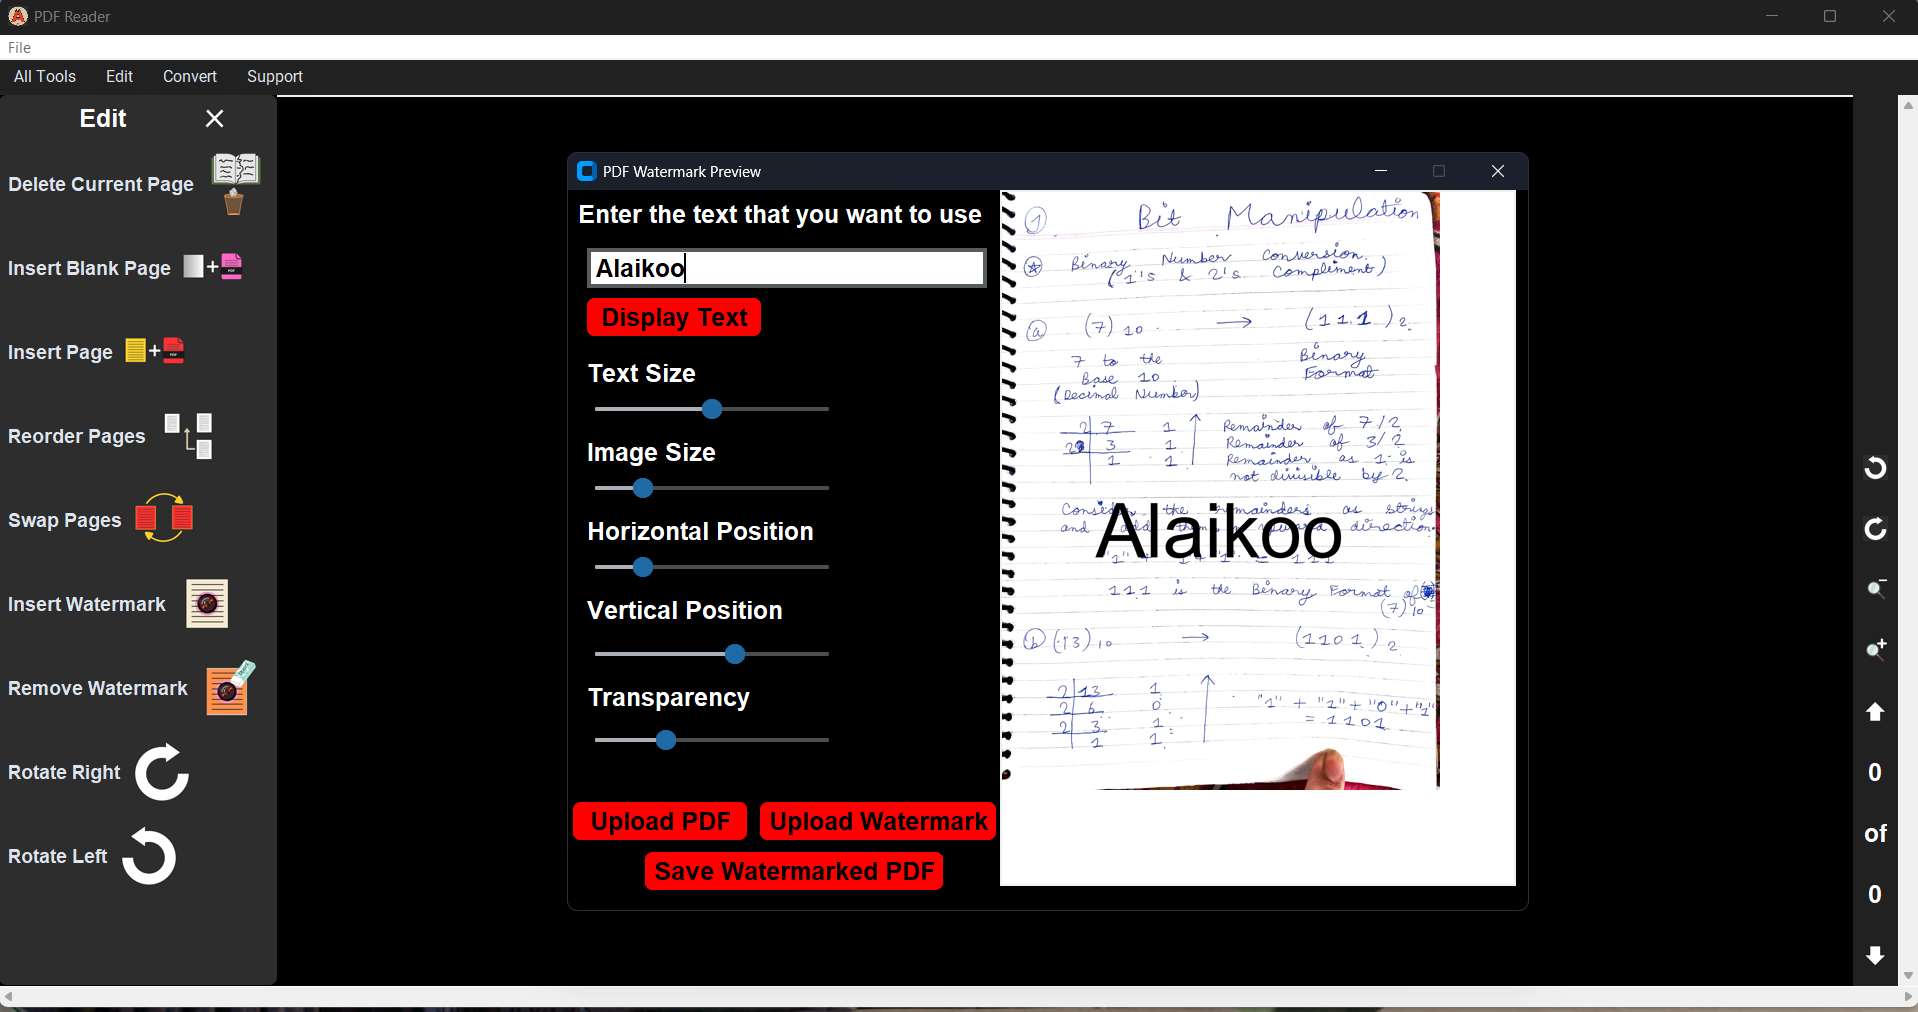 PDF Reader
File
All Tools Edit Convert Support
Edit
Delete Current Page
Insert Blank Page
Insert Page
Reorder Pages
Swap Pages
Insert Watermark
Remove Watermark
Rotate Right
Rotate Left
PDF Watermark Preview
Enter the text that you want to use
Alaikoo
Display Text
Text Size
Image Size
Horizontal Position
Vertical Position
Transparency
Upload PDF Upload Watermark
Save Watermarked PDF
1 Bit Manipulation
Binary Number Conversion
(1's & 2's Compliment)
a (7) 10 → (111)2
7 to the Binary
Base 10 Format
(Decimal Number)
2 7 1 Remainder of 7/2
3 1 Remainder of 3/2
1 1 Remainder as 1 is
not divisible by 2.
Consider the remainders as strings
and add them upward direction.
Alaikoo
"1" + 1 + "1" = 111
111 is the Binary Format of
(7)10
b (13)10 → (1101)2
2 13 1
2 6 0 "1" + "1" + "0" + "1"
2 3 1 = 1101
1 1
0
of
0